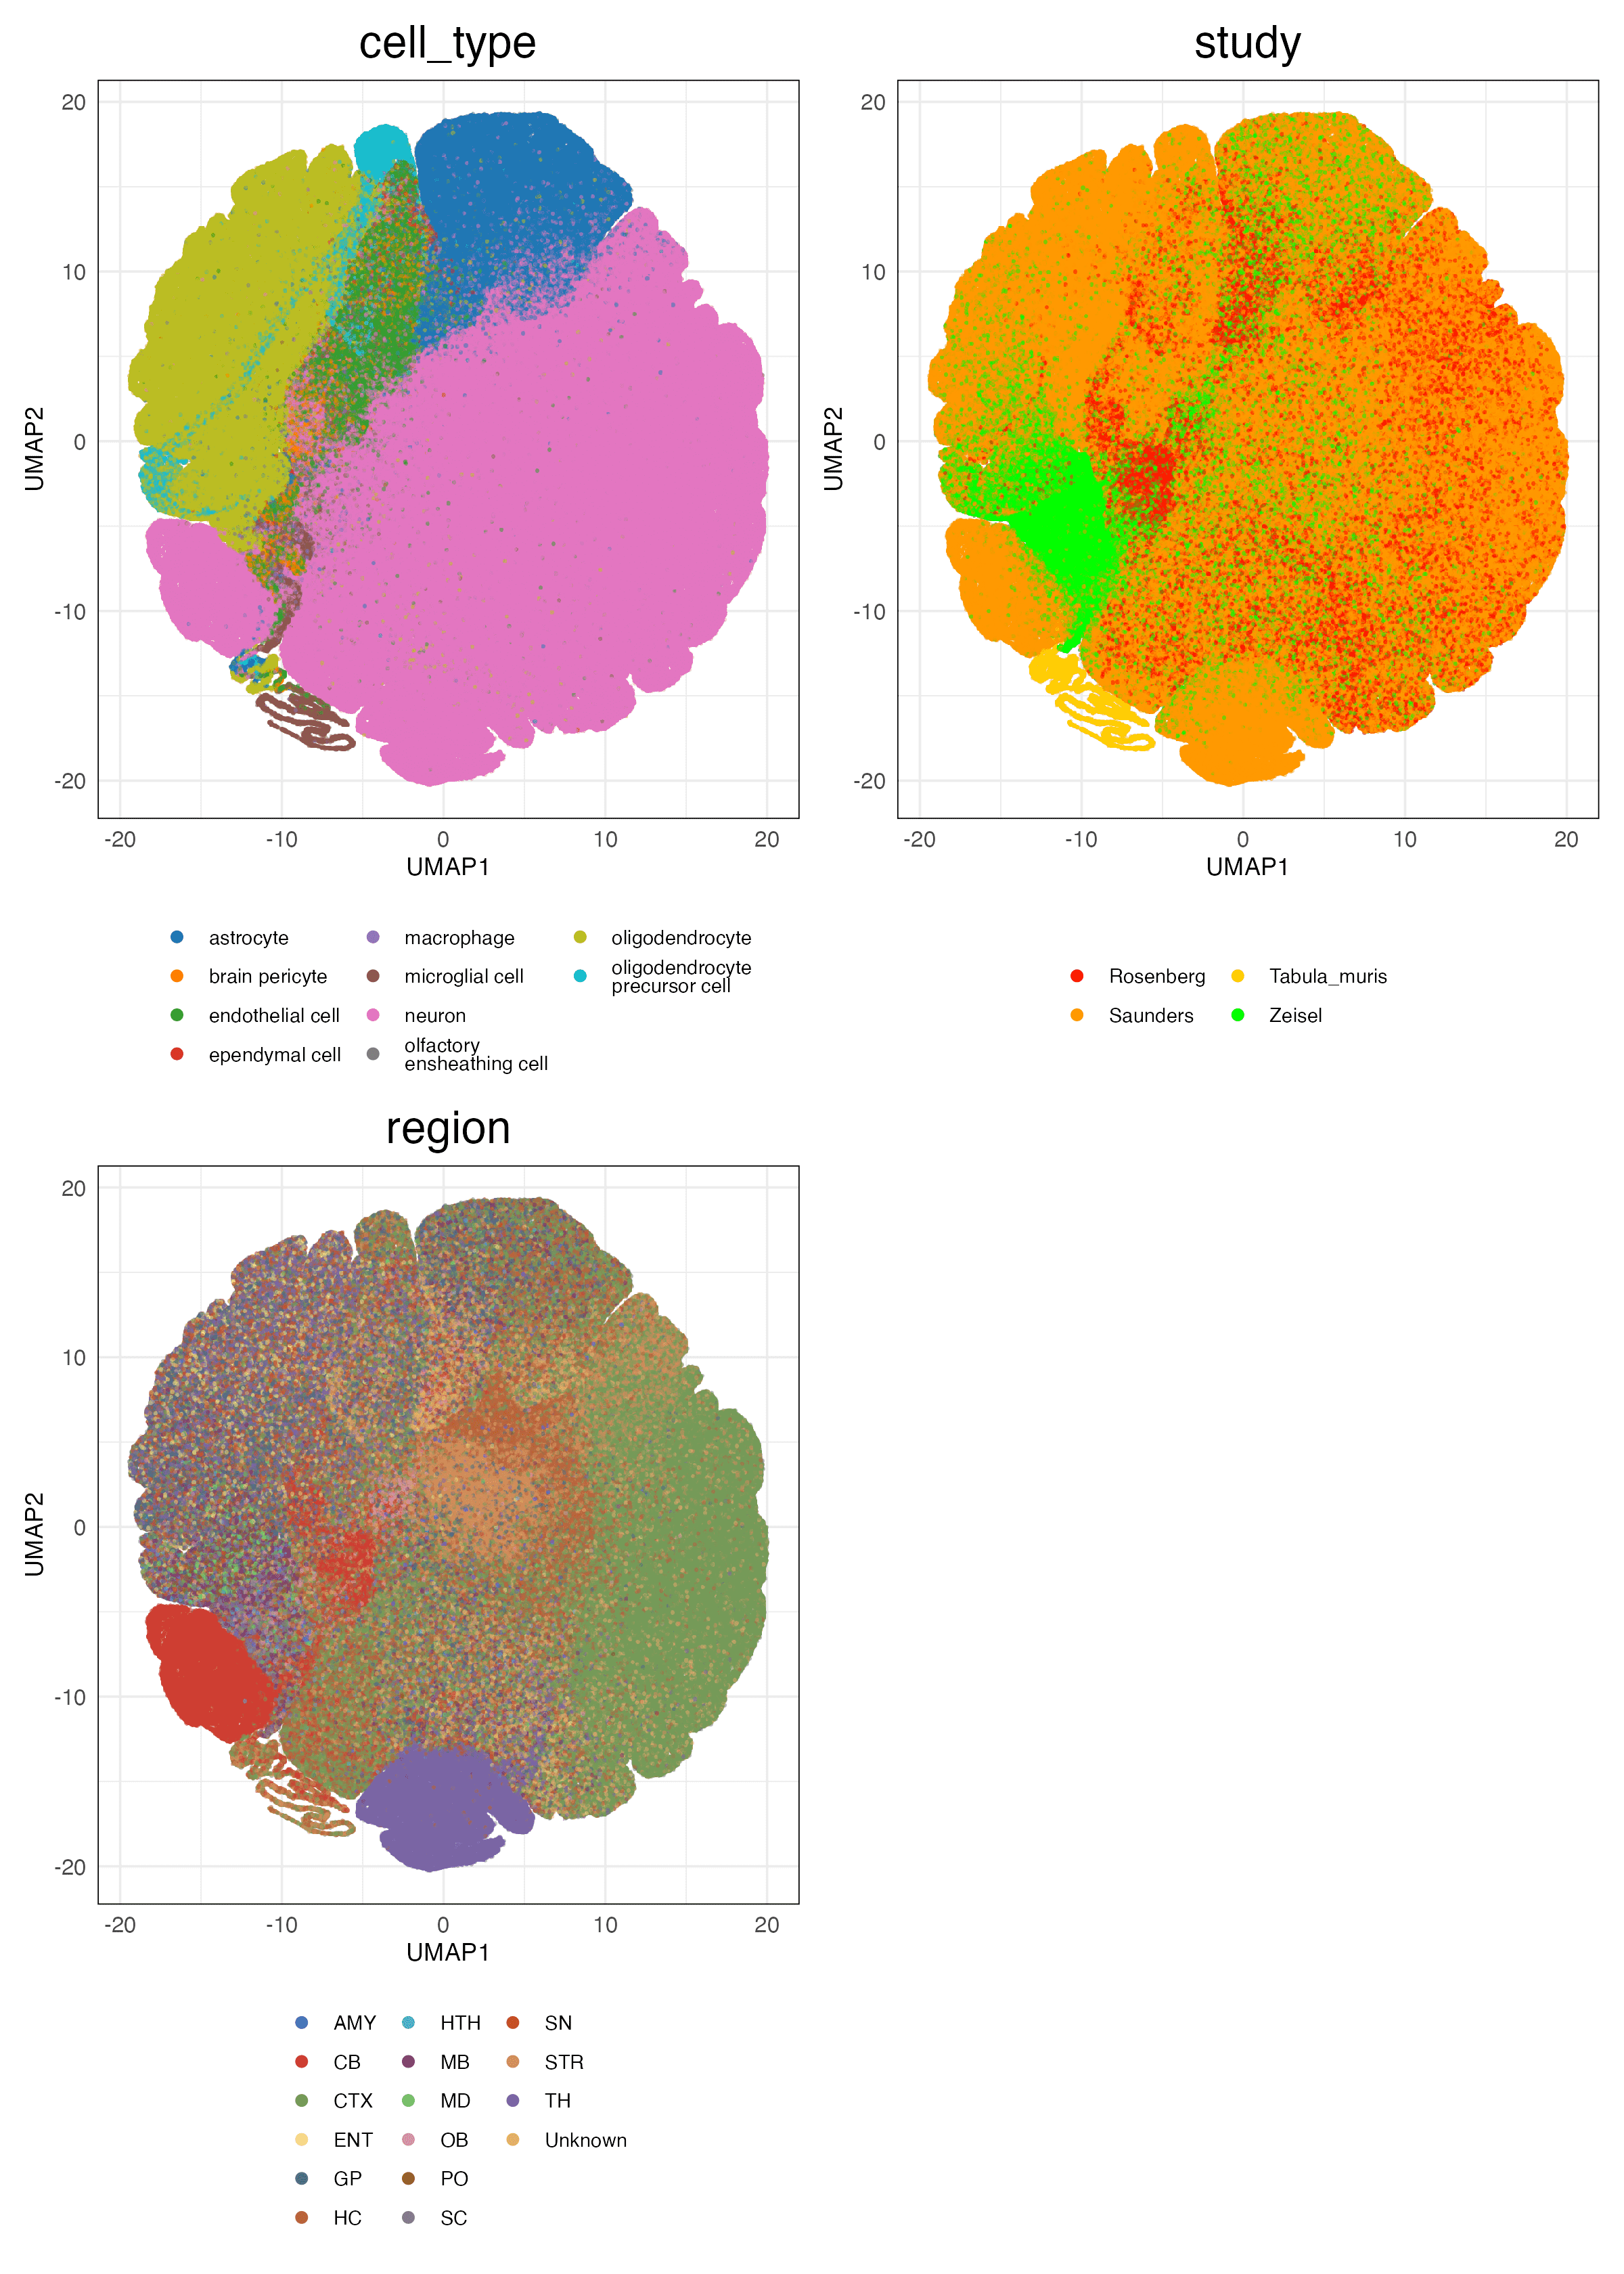 cell_type
study
20
10
0
-10
-20
-20
-10
0
10
20
UMAP1
UMAP2
20
10
0
-10
-20
-20
-10
0
10
20
UMAP1
UMAP2
astrocyte
brain pericyte
endothelial cell
ependymal cell
macrophage
microglial cell
neuron
olfactory
ensheathing cell
oligodendrocyte
oligodendrocyte
precursor cell
Rosenberg
Saunders
Tabula_muris
Zeisel
region
20
10
0
-10
-20
-20
-10
0
10
20
UMAP1
UMAP2
AMY
CB
CTX
ENT
GP
HC
HTH
MB
MD
OB
PO
SC
SN
STR
TH
Unknown